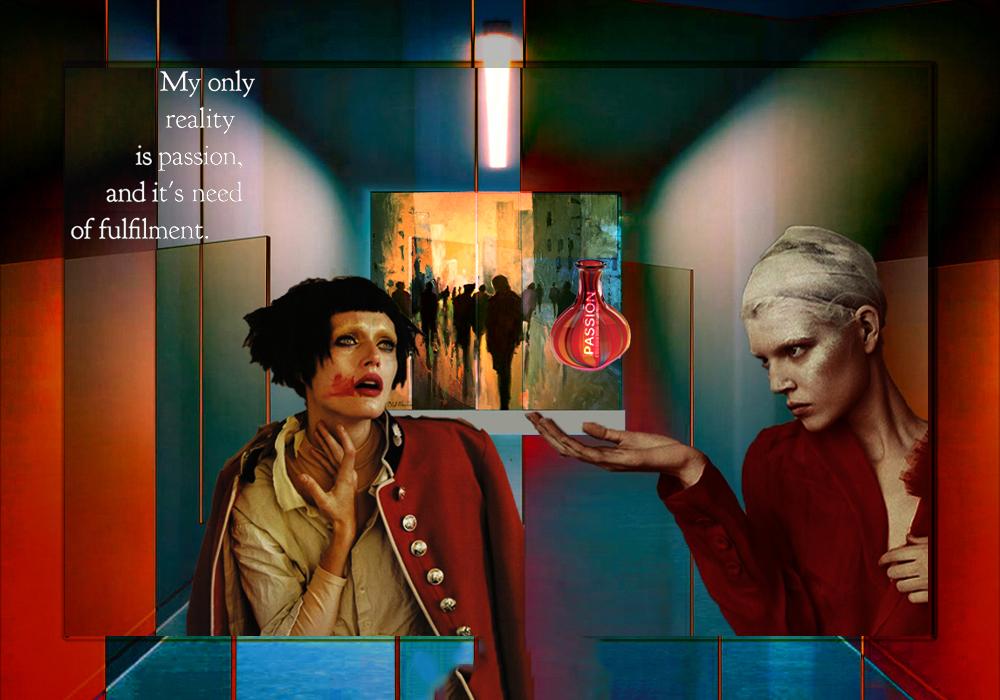 My only
reality
is passion,
and it's need
of fulfilment.
PASSION